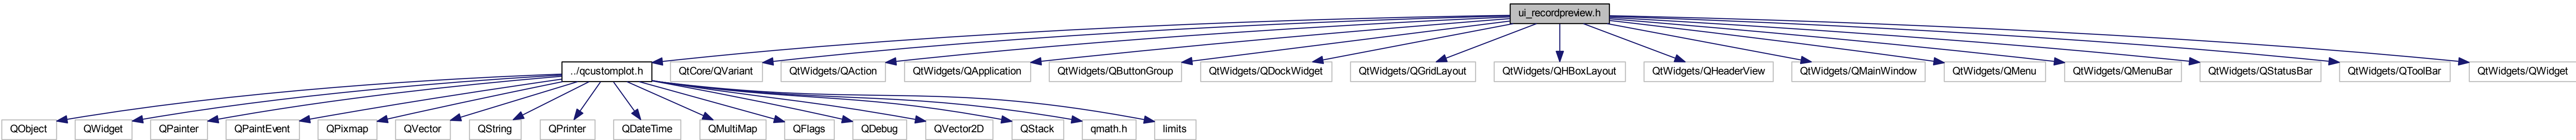 ui_recordpreview.h
../qcustomplot.h
QtCore/QVariant
QtWidgets/QAction
QtWidgets/QApplication
QtWidgets/QButtonGroup
QtWidgets/QDockWidget
QtWidgets/QGridLayout
QtWidgets/QHBoxLayout
QtWidgets/QHeaderView
QtWidgets/QMainWindow
QtWidgets/QMenu
QtWidgets/QMenuBar
QtWidgets/QStatusBar
QtWidgets/QToolBar
QtWidgets/QWidget
QObject
QWidget
QPainter
QPaintEvent
QPixmap
QVector
QString
QPrinter
QDateTime
QMultiMap
QFlags
QDebug
QVector2D
QStack
qmath.h
limits